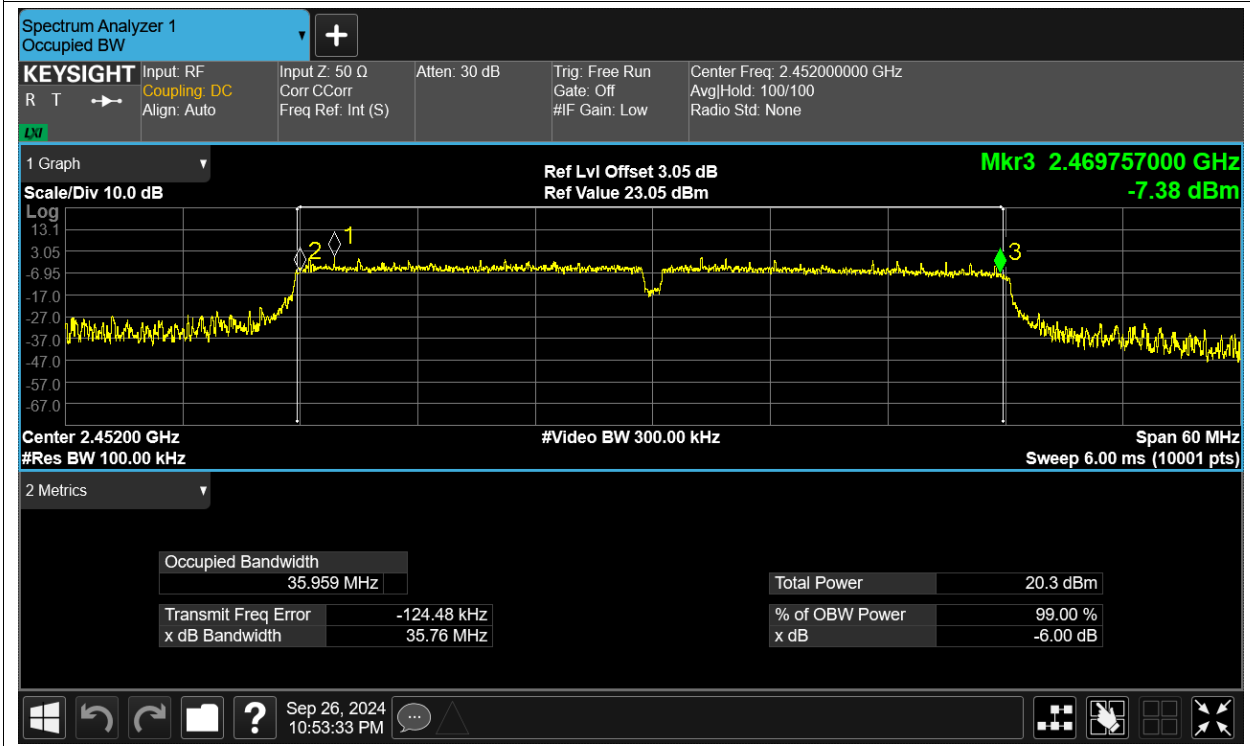 Spectrum Analyzer 1
Occupied BW
KEYSIGHT
R T
LXI
Input: RF
Coupling: DC
Align: Auto
Input Z: 50 Ω
Corr CCorr
Freq Ref: Int (S)
Atten: 30 dB
Trig: Free Run
Gate: Off
#IF Gain: Low
Center Freq: 2.452000000 GHz
Avg|Hold: 100/100
Radio Std: None
1 Graph
Scale/Div 10.0 dB
Ref Lvl Offset 3.05 dB
Ref Value 23.05 dBm
Mkr3 2.469757000 GHz
-7.38 dBm
Log
13.1
3.05
-6.95
-17.0
-27.0
-37.0
-47.0
-57.0
-67.0
2
1
3
Center 2.45200 GHz
#Res BW 100.00 kHz
#Video BW 300.00 kHz
Span 60 MHz
Sweep 6.00 ms (10001 pts)
2 Metrics
Occupied Bandwidth
35.959 MHz
Transmit Freq Error -124.48 kHz
x dB Bandwidth 35.76 MHz
Total Power 20.3 dBm
% of OBW Power 99.00 %
x dB -6.00 dB
?
Sep 26, 2024
10:53:33 PM